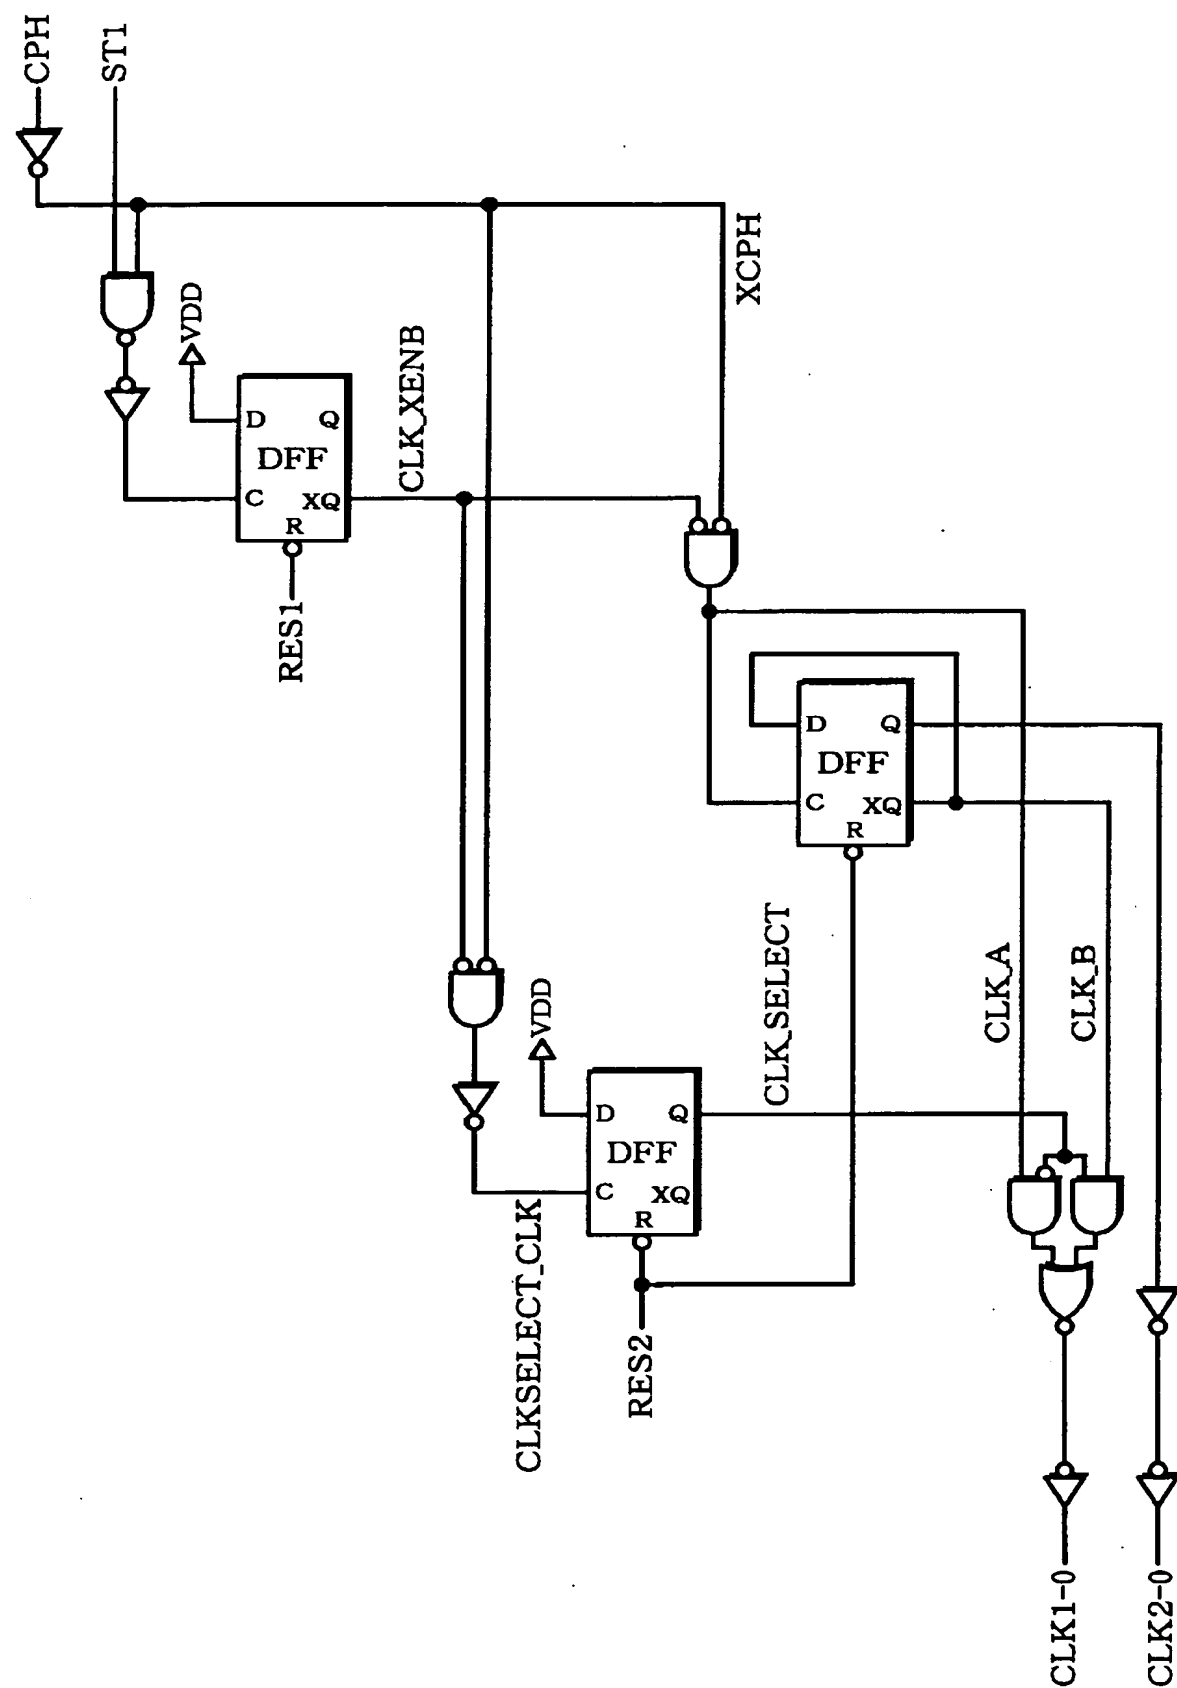 CPH
ST1
VDD
D
Q
DFF
C
XQ
R
RES1
CLK_XENB
XCPH
D
Q
DFF
C
XQ
R
CLK_SELECT
CLK_A
CLK_B
VDD
D
Q
DFF
C
XQ
R
CLKSELECT_CLK
RES2
CLK1-0
CLK2-0